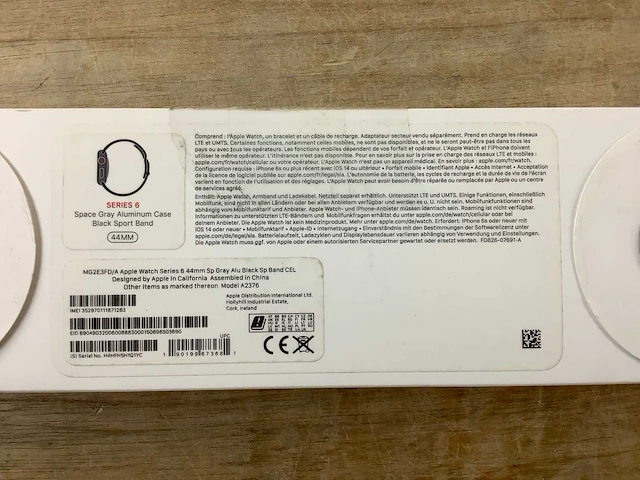 SERIES 6
Space Gray Aluminum Case
Black Sport Band
44MM
Comprend : l'Apple Watch, un bracelet et un câble de recharge. Adaptateur secteur vendu séparément. Prend en charge les réseaux
LTE et UMTS. Certaines fonctions, notamment celles mobiles, ne sont pas disponibles, et ne le seront peut-être pas dans tous les
pays ou avec tous les opérateurs. Les fonctions mobiles dépendent de vos forfait et opérateur. L'Apple Watch et l'iPhone doivent
utiliser le même opérateur. L'itinérance n'est pas disponible. Pour en savoir plus sur la prise en charge des réseaux LTE :
apple.com/fr/watch/cellular ou votre opérateur. L'Apple Watch n'est pas un appareil médical. En savoir plus : apple.com/fr/watch.
Configuration requise : iPhone 6s ou plus récent avec iOS 14 ou ultérieur • Forfait mobile • Identifiant Apple • Accès Internet • Acceptation
de la licence de logiciel publiée sur apple.com/fr/legal/sla. L'autonomie de la batterie, les cycles de recharge et la durée de vie de l'écran
varient en fonction de l'utilisation et des réglages. L'Apple Watch peut avoir besoin d'être réparée ou remplacée par Apple ou un centre
de services agréé.
Enthält: Apple Watch, Armband und Ladekabel. Netzteil separat erhältlich. Unterstützt LTE und UMTS. Einige Funktionen, einschließlich
Mobilfunk, sind nicht in allen Ländern oder bei allen Anbietern verfügbar und werden es u. U. nicht sein. Mobilfunkfunktionen sind
abhängig vom Mobilfunkvertrag und -anbieter. Apple Watch- und iPhone-Anbieter müssen identisch sein. Roaming ist nicht verfügbar.
Informationen zu unterstützten LTE-Bändern und Mobilfunkfragen erhältst du unter apple.com/de/watch/cellular oder bei
deinem Anbieter. Apple Watch ist kein Medizinprodukt. Mehr unter apple.com/de/watch. Erfordert: iPhone 6s oder neuer mit
iOS 14 oder neuer • Mobilfunktarif • Apple-ID • Internetzugang • Einverständnis mit den Bestimmungen der Softwarelizenz unter
apple.com/de/legal/sla. Batterielaufzeit, Ladezyklen und Displaylebensdauer variieren abhängig von Verwendung und Einstellungen.
Die Apple Watch muss ggf. von Apple oder einem autorisierten Servicepartner gewartet oder ersetzt werden. FD826-07691-A
MG2E3FD/A Apple Watch Series 6 44mm Sp Gray Alu Black Sp Band CEL
Designed by Apple in California Assembled in China
Other items as marked thereon Model A2376
IMEI 352970111871263
EID 89049032006008883000150698503690
(S) Serial No. H4HFH5H1Q1YC
UPC
1 90199 87368 1
Apple Distribution International Ltd.
Hollyhill Industrial Estate,
Cork, Ireland
CE